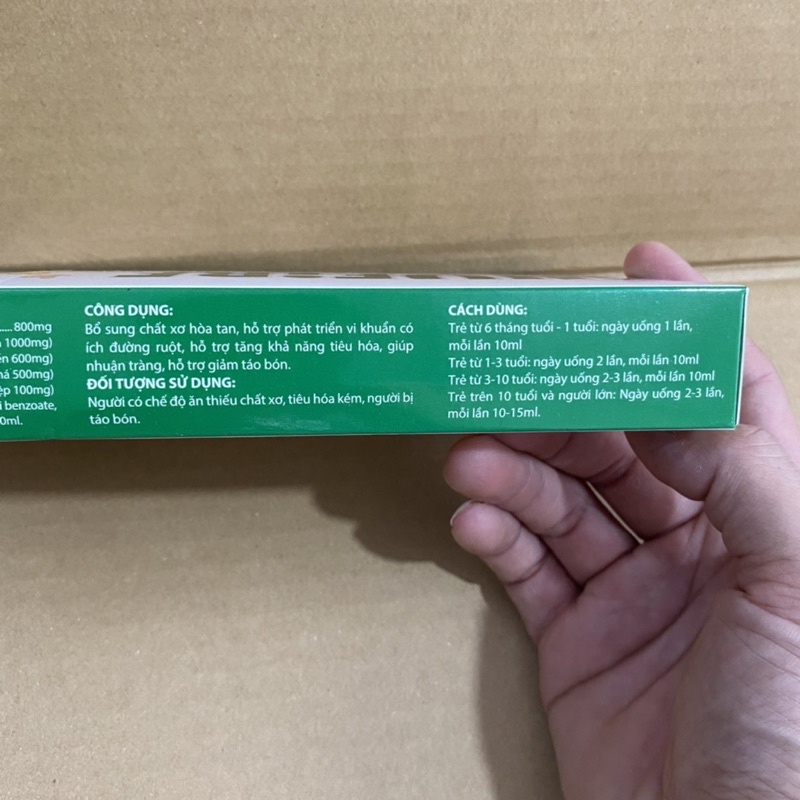 800mg
1000mg)
600mg)
500mg)
100mg)
benzoate,
0ml.
CÔNG DỤNG:
Bổ sung chất xơ hòa tan, hỗ trợ phát triển vi khuẩn có
ích đường ruột, hỗ trợ tăng khả năng tiêu hóa, giúp
nhuận tràng, hỗ trợ giảm táo bón.
ĐỐI TƯỢNG SỬ DỤNG:
Người có chế độ ăn thiếu chất xơ, tiêu hóa kém, người bị
táo bón.
CÁCH DÙNG:
Trẻ từ 6 tháng tuổi - 1 tuổi: ngày uống 1 lần,
mỗi lần 10ml
Trẻ từ 1-3 tuổi: ngày uống 2 lần, mỗi lần 10ml
Trẻ từ 3-10 tuổi: ngày uống 2-3 lần, mỗi lần 10ml
Trẻ trên 10 tuổi và người lớn: Ngày uống 2-3 lần,
mỗi lần 10-15ml.